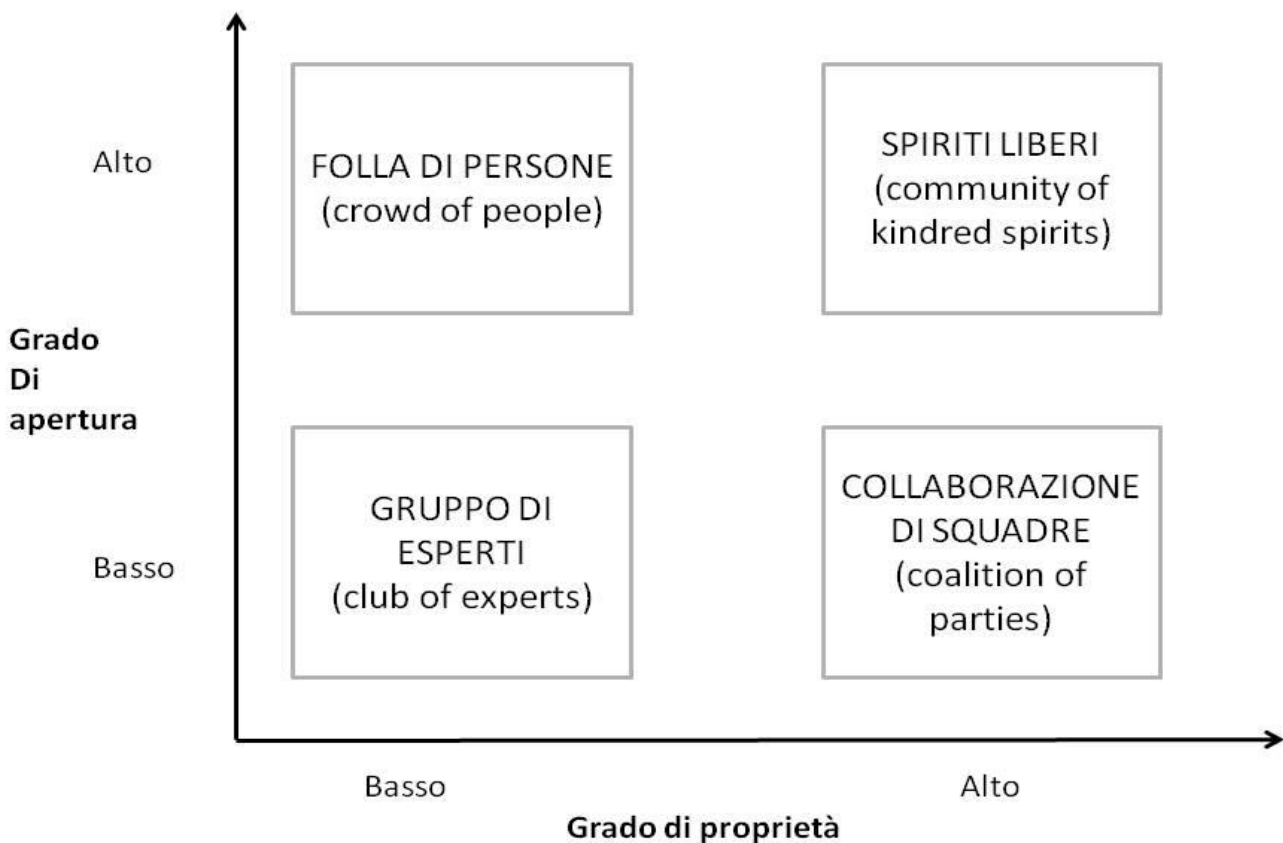 Alto
FOLLA DI PERSONE
(crowd of people)
SPIRITI LIBERI
(community of
kindred spirits)
Grado
Di
apertura
Basso
GRUPPO DI
ESPERTI
(club of experts)
COLLABORAZIONE
DI SQUADRE
(coalition of
parties)
Basso
Alto
Grado di proprietà